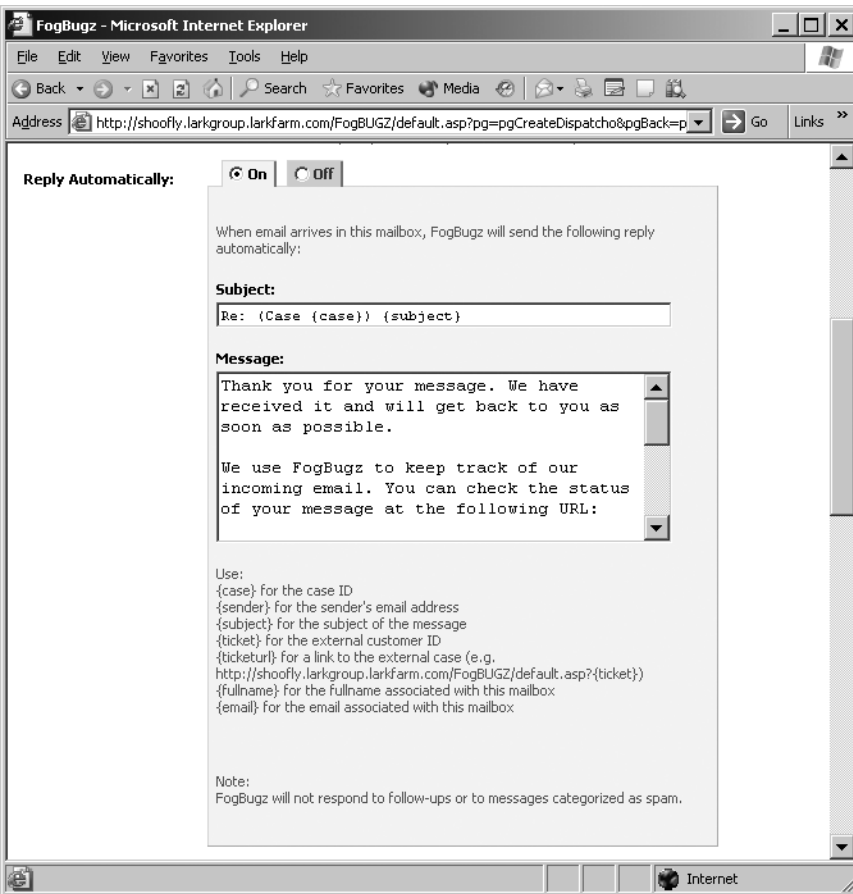 FogBugz - Microsoft Internet Explorer
File Edit View Favorites Tools Help
Back Search Favorites Media
Address http://shoofly.larkgroup.larkfarm.com/FogBUGZ/default.asp?pg=pgCreateDispatcho&pgBack=p Go Links »
Reply Automatically: On Off
When email arrives in this mailbox, FogBugz will send the following reply
automatically:
Subject:
Re: (Case {case}) {subject}
Message:
Thank you for your message. We have
received it and will get back to you as
soon as possible.
We use FogBugz to keep track of our
incoming email. You can check the status
of your message at the following URL:
Use:
{case} for the case ID
{sender} for the sender's email address
{subject} for the subject of the message
{ticket} for the external customer ID
{ticketurl} for a link to the external case (e.g.
http://shoofly.larkgroup.larkfarm.com/FogBUGZ/default.asp?{ticket})
{fullname} for the fullname associated with this mailbox
{email} for the email associated with this mailbox
Note:
FogBugz will not respond to follow-ups or to messages categorized as spam.
Internet